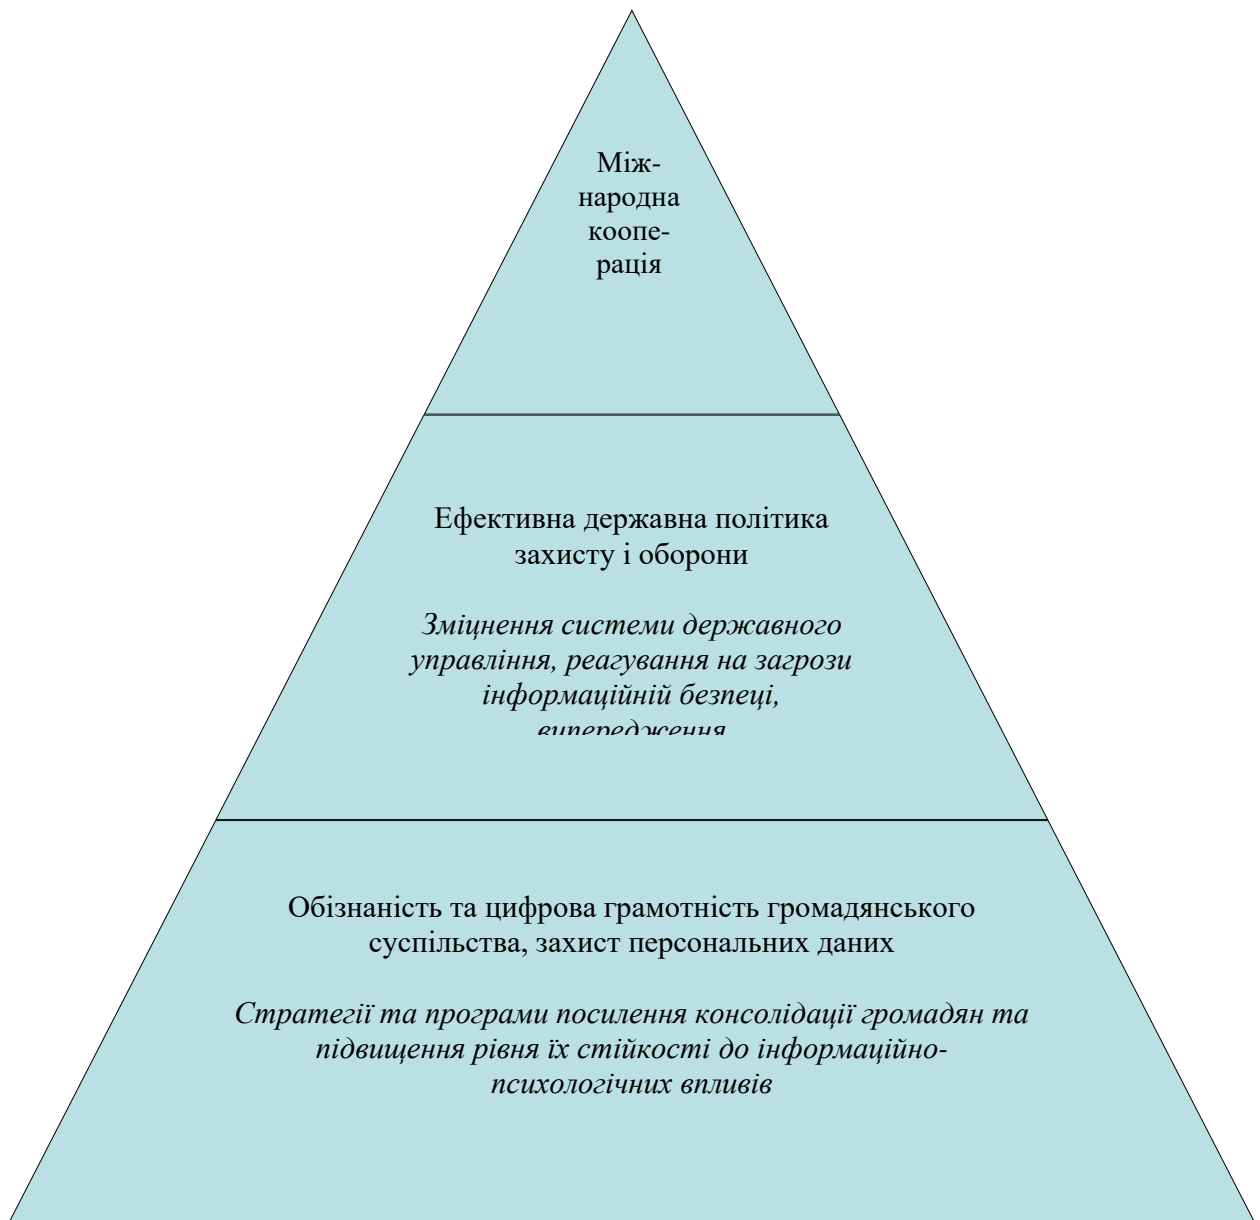 Між-
народна
коопе-
рація
Ефективна державна політика
захисту і оборони
Зміцнення системи державного
управління, реагування на загрози
інформаційній безпеці,
випередження
Обізнаність та цифрова грамотність громадянського
суспільства, захист персональних даних
Стратегії та програми посилення консолідації громадян та
підвищення рівня їх стійкості до інформаційно-
психологічних впливів